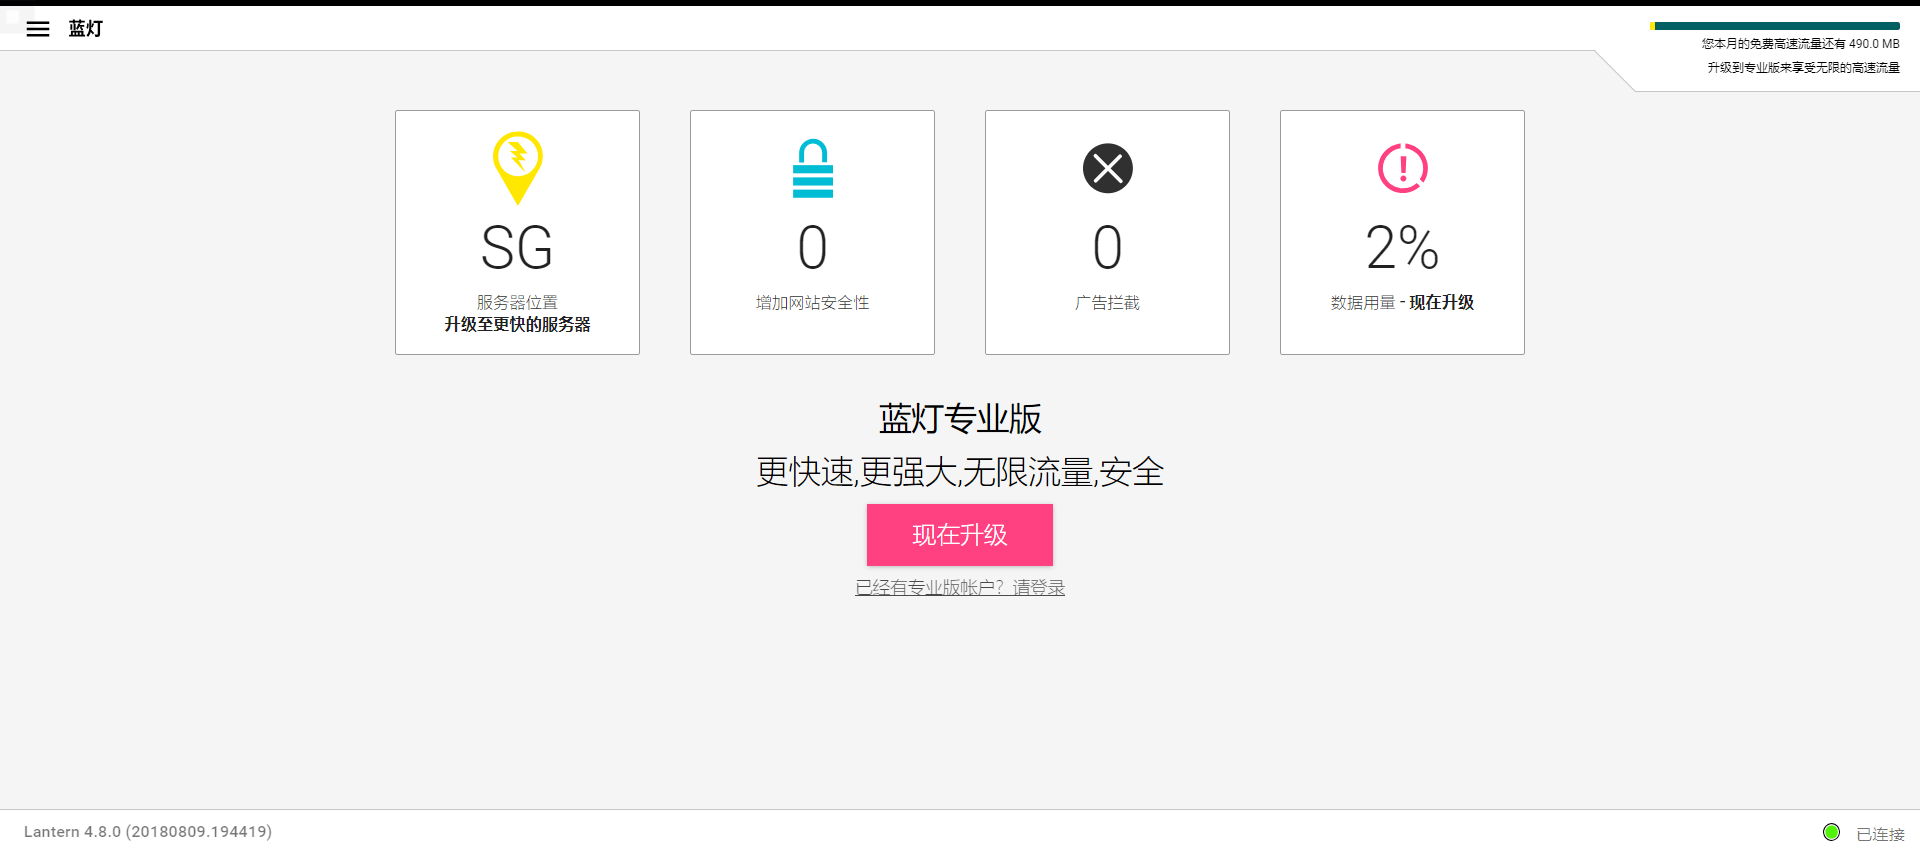 蓝灯
您本月的免费高速流量还有 490.0 MB
升级到专业版来享受无限的高速流量
SG
服务器位置
升级至更快的服务器
0
增加网站安全性
0
广告拦截
2%
数据用量 - 现在升级
蓝灯专业版
更快速,更强大,无限流量,安全
现在升级
已经有专业版帐户？请登录
Lantern 4.8.0 (20180809.194419)
已连接